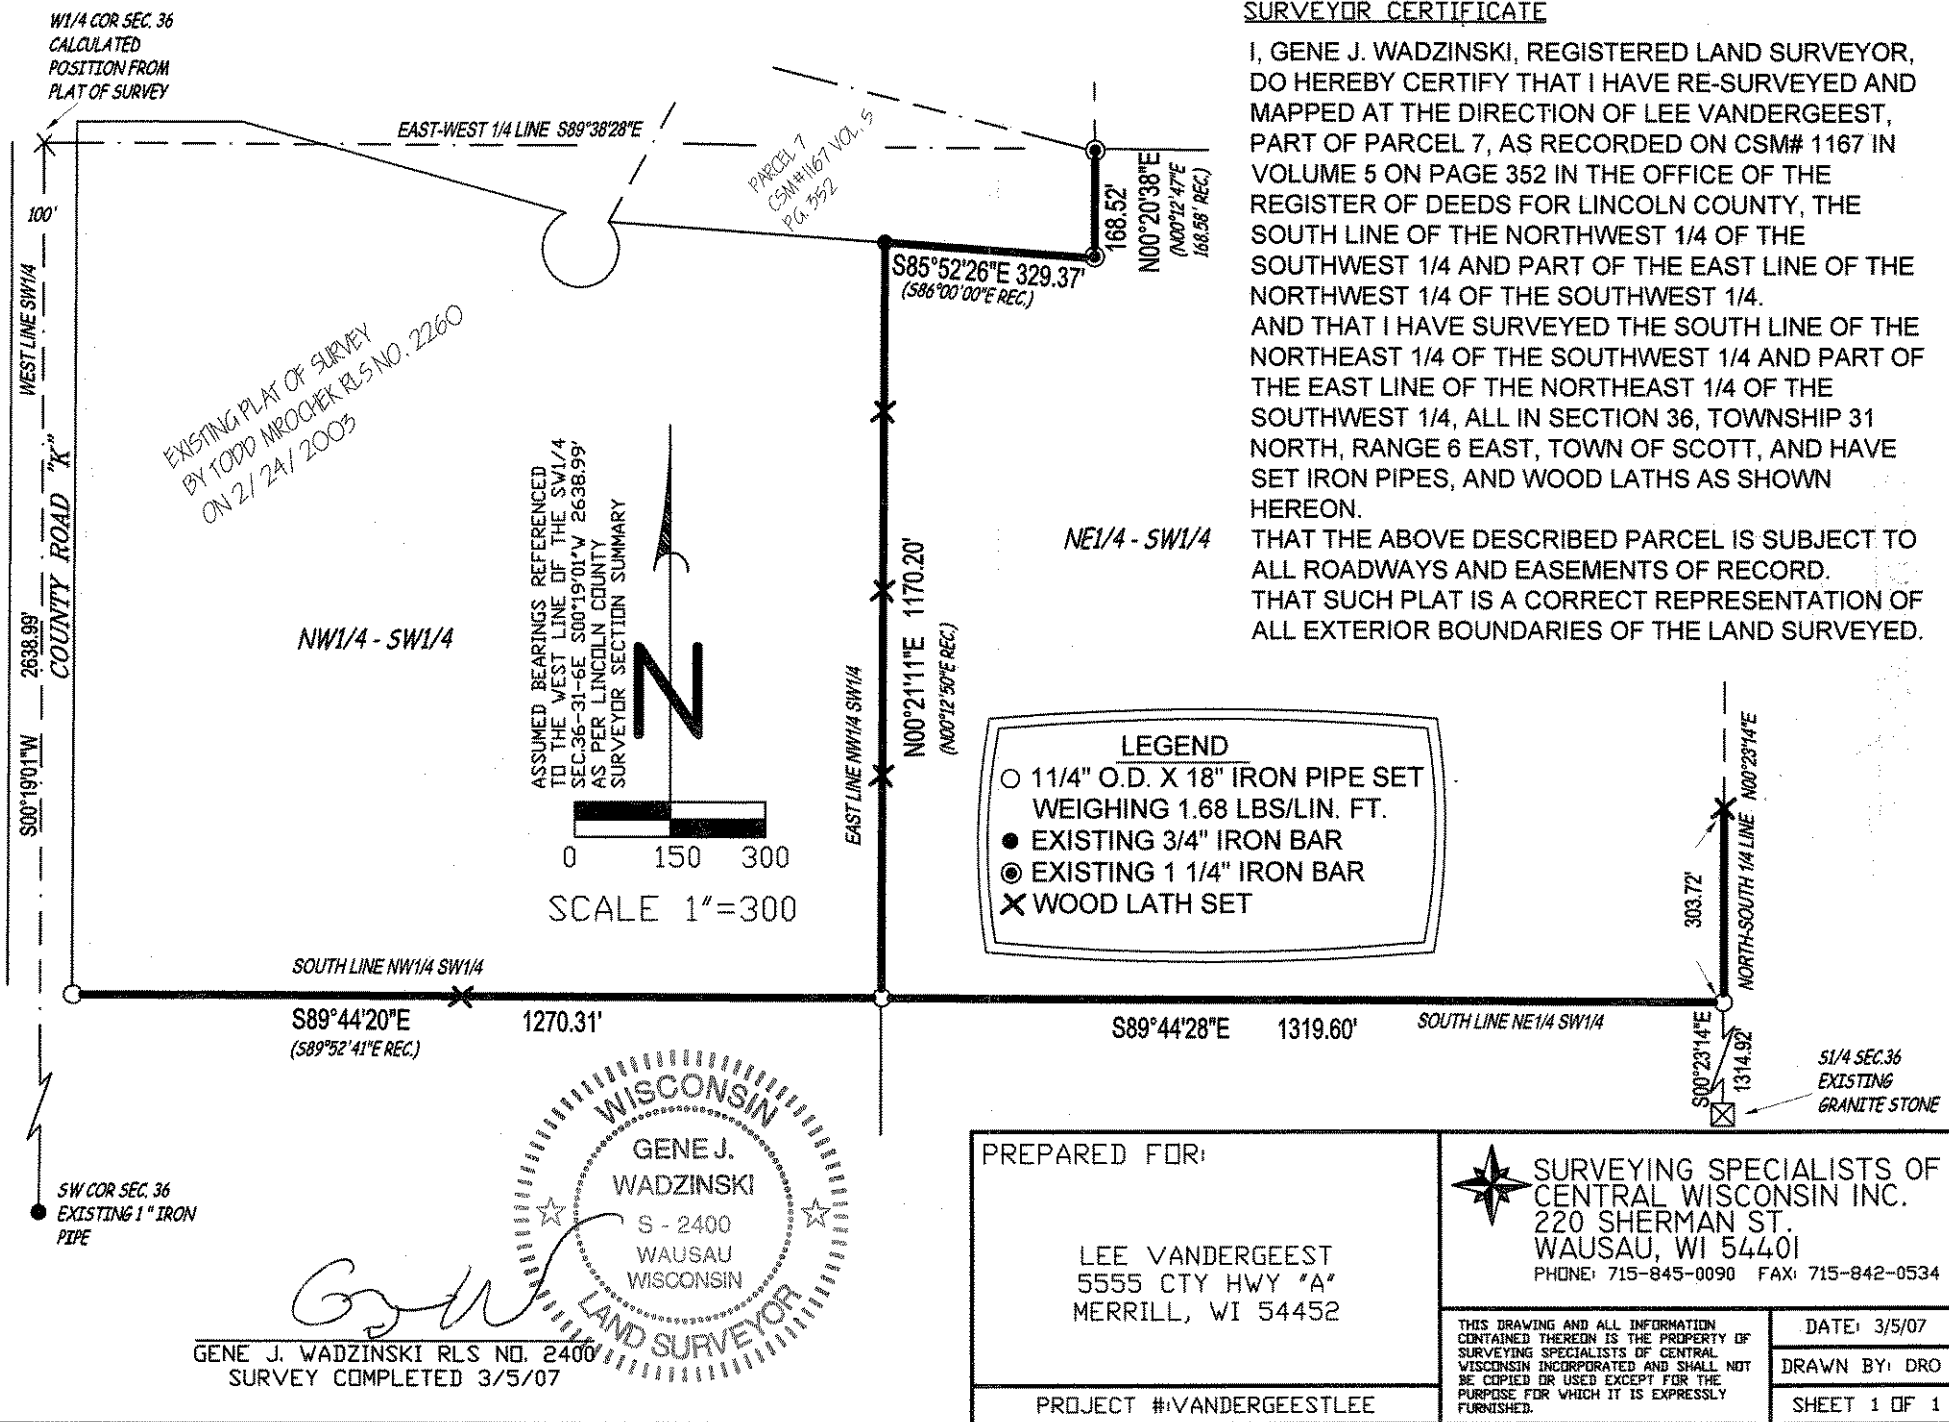 W1/4 COR SEC. 36
CALCULATED
POSITION FROM
PLAT OF SURVEY
EAST-WEST 1/4 LINE S89°38'28"E
PARCEL 7
CSM#1167 VOL. 5
PG. 352
100'
WEST LINE SW1/4
COUNTY ROAD "K"
S00°19'01"W 2638.99'
EXISTING PLAT OF SURVEY
BY TODD MROCHEK RLS NO. 2260
ON 2/ 24/ 2003
168.52'
N00°20'38"E
(N00°12'47"E
168.58' REC.)
S85°52'26"E 329.37'
(S86°00'00"E REC.)
SURVEYOR CERTIFICATE
I, GENE J. WADZINSKI, REGISTERED LAND SURVEYOR,
DO HEREBY CERTIFY THAT I HAVE RE-SURVEYED AND
MAPPED AT THE DIRECTION OF LEE VANDERGEEST,
PART OF PARCEL 7, AS RECORDED ON CSM# 1167 IN
VOLUME 5 ON PAGE 352 IN THE OFFICE OF THE
REGISTER OF DEEDS FOR LINCOLN COUNTY, THE
SOUTH LINE OF THE NORTHWEST 1/4 OF THE
SOUTHWEST 1/4 AND PART OF THE EAST LINE OF THE
NORTHWEST 1/4 OF THE SOUTHWEST 1/4.
AND THAT I HAVE SURVEYED THE SOUTH LINE OF THE
NORTHEAST 1/4 OF THE SOUTHWEST 1/4 AND PART OF
THE EAST LINE OF THE NORTHEAST 1/4 OF THE
SOUTHWEST 1/4, ALL IN SECTION 36, TOWNSHIP 31
NORTH, RANGE 6 EAST, TOWN OF SCOTT, AND HAVE
SET IRON PIPES, AND WOOD LATHS AS SHOWN
HEREON.
THAT THE ABOVE DESCRIBED PARCEL IS SUBJECT TO
ALL ROADWAYS AND EASEMENTS OF RECORD.
THAT SUCH PLAT IS A CORRECT REPRESENTATION OF
ALL EXTERIOR BOUNDARIES OF THE LAND SURVEYED.
NW1/4 - SW1/4
NE1/4 - SW1/4
ASSUMED BEARINGS REFERENCED
TO THE WEST LINE OF THE SW1/4
SEC.36-31-6E S00°19'01"W 2638.99'
AS PER LINCOLN COUNTY
SURVEYOR SECTION SUMMARY
N
0 150 300
SCALE 1"=300
EAST LINE NW1/4 SW1/4
N00°21'11"E 1170.20'
(N00°12'50"E REC.)
LEGEND
11/4" O.D. X 18" IRON PIPE SET
WEIGHING 1.68 LBS/LIN. FT.
EXISTING 3/4" IRON BAR
EXISTING 1 1/4" IRON BAR
WOOD LATH SET
303.72'
NORTH-SOUTH 1/4 LINE N00°23'14"E
SOUTH LINE NW1/4 SW1/4
S89°44'20"E 1270.31'
(S89°52'41"E REC.)
S89°44'28"E 1319.60'
SOUTH LINE NE1/4 SW1/4
S00°23'14"E
1314.92'
S1/4 SEC.36
EXISTING
GRANITE STONE
SW COR SEC. 36
EXISTING 1 " IRON
PIPE
WISCONSIN
GENE J.
WADZINSKI
S - 2400
WAUSAU
WISCONSIN
LAND SURVEYOR
GENE J. WADZINSKI RLS NO. 2400
SURVEY COMPLETED 3/5/07
PREPARED FOR:
LEE VANDERGEEST
5555 CTY HWY "A"
MERRILL, WI 54452
PROJECT #:VANDERGEESTLEE
SURVEYING SPECIALISTS OF
CENTRAL WISCONSIN INC.
220 SHERMAN ST.
WAUSAU, WI 54401
PHONE: 715-845-0090 FAX: 715-842-0534
THIS DRAWING AND ALL INFORMATION
CONTAINED THEREON IS THE PROPERTY OF
SURVEYING SPECIALISTS OF CENTRAL
WISCONSIN INCORPORATED AND SHALL NOT
BE COPIED OR USED EXCEPT FOR THE
PURPOSE FOR WHICH IT IS EXPRESSLY
FURNISHED.
DATE: 3/5/07
DRAWN BY: DRO
SHEET 1 OF 1